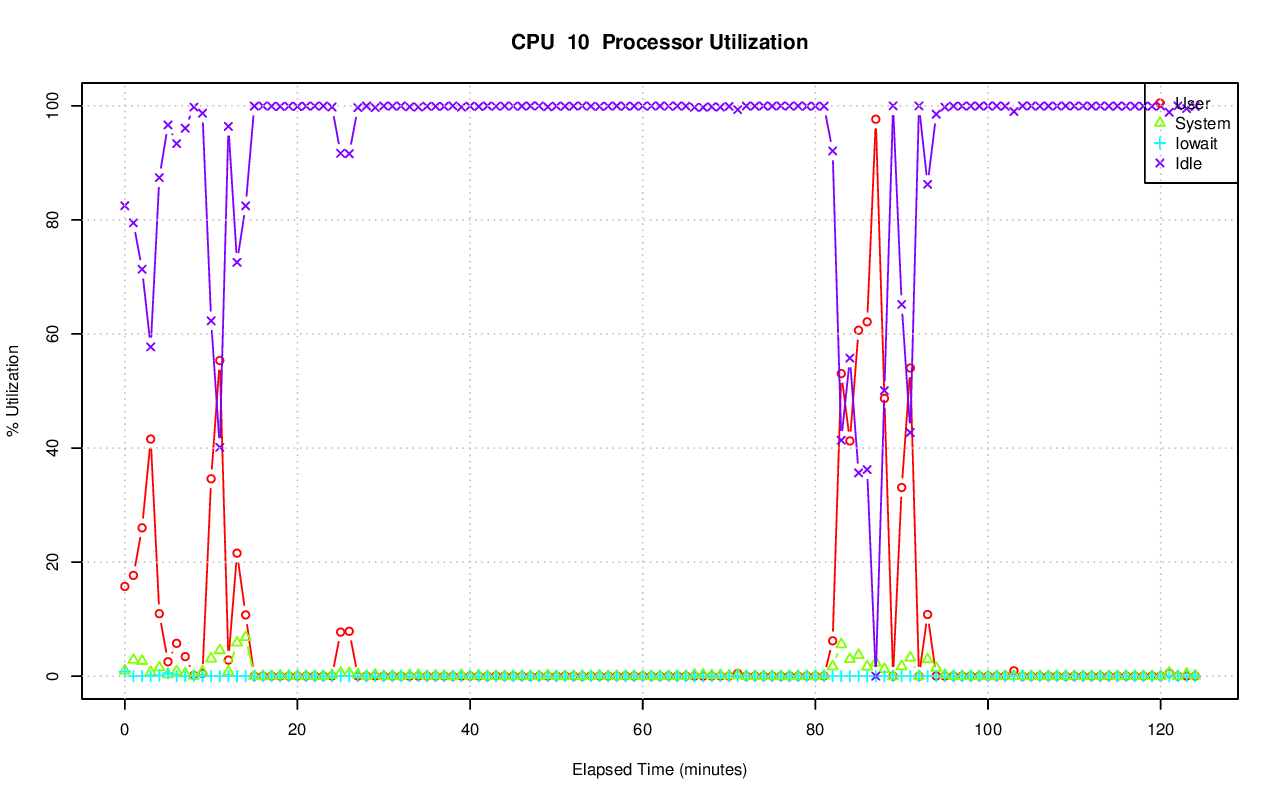 CPU  10  Processor Utilization
% Utilization
100
80
60
40
20
0
User
System
Iowait
Idle
0 20 40 60 80 100 120
Elapsed Time (minutes)